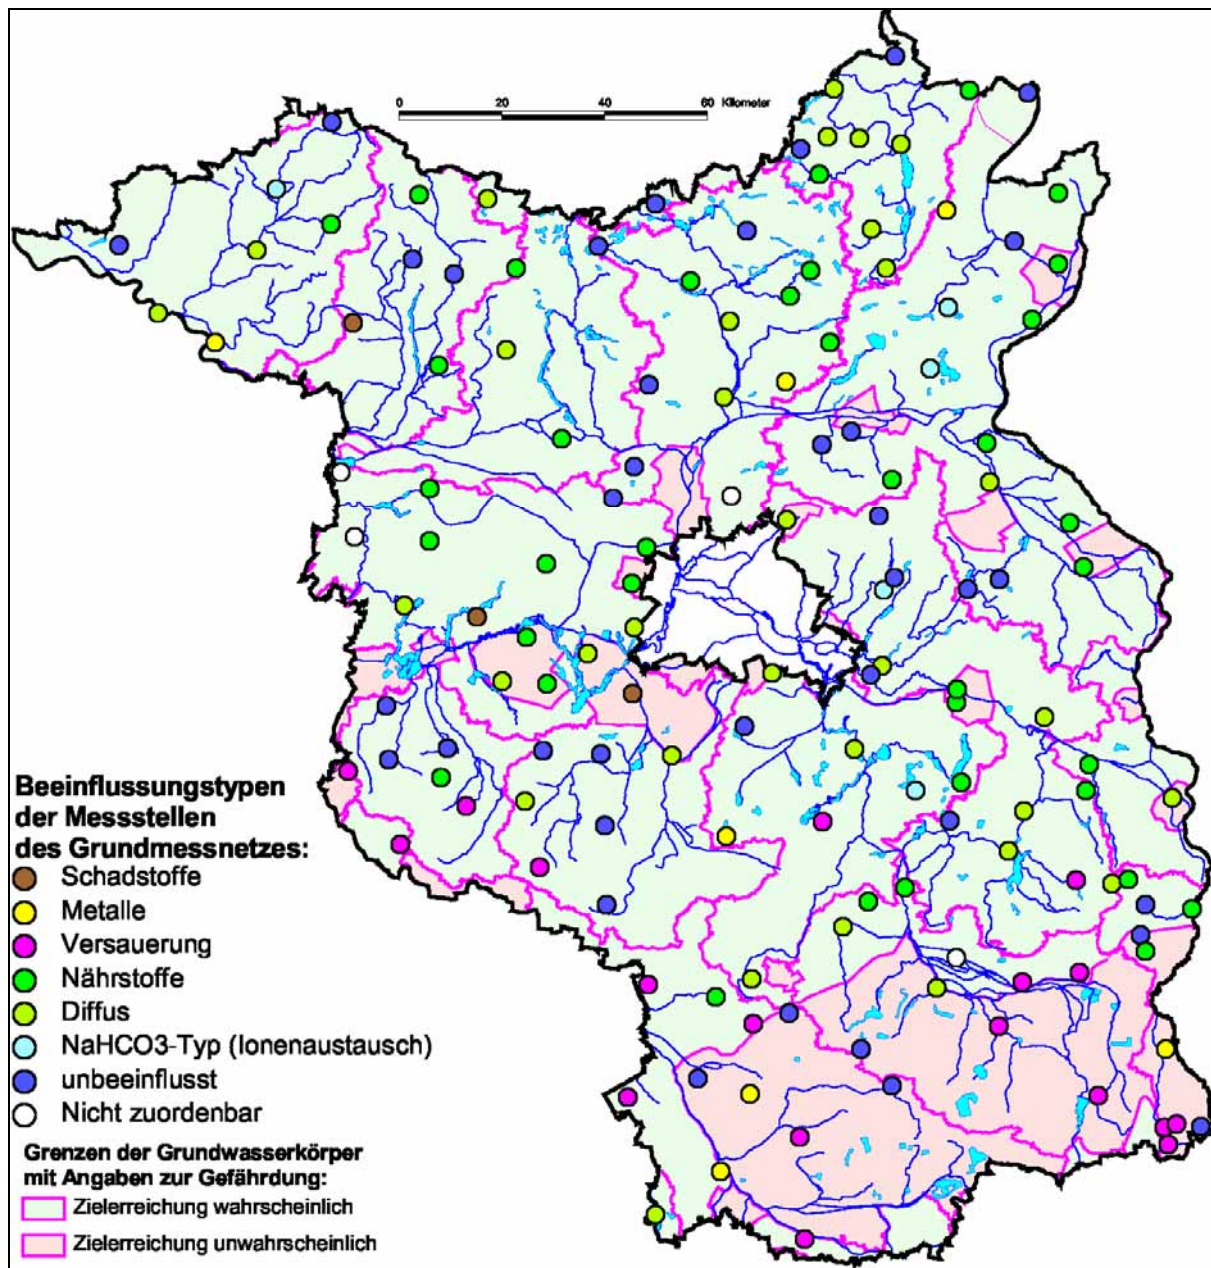 0 20 40 60 Kilometer
Beeinflussungstypen
der Messstellen
des Grundmessnetzes:
Schadstoffe
Metalle
Versauerung
Nährstoffe
Diffus
NaHCO3-Typ (Ionenaustausch)
unbeeinflusst
Nicht zuordenbar
Grenzen der Grundwasserkörper
mit Angaben zur Gefährdung:
Zielerreichung wahrscheinlich
Zielerreichung unwahrscheinlich